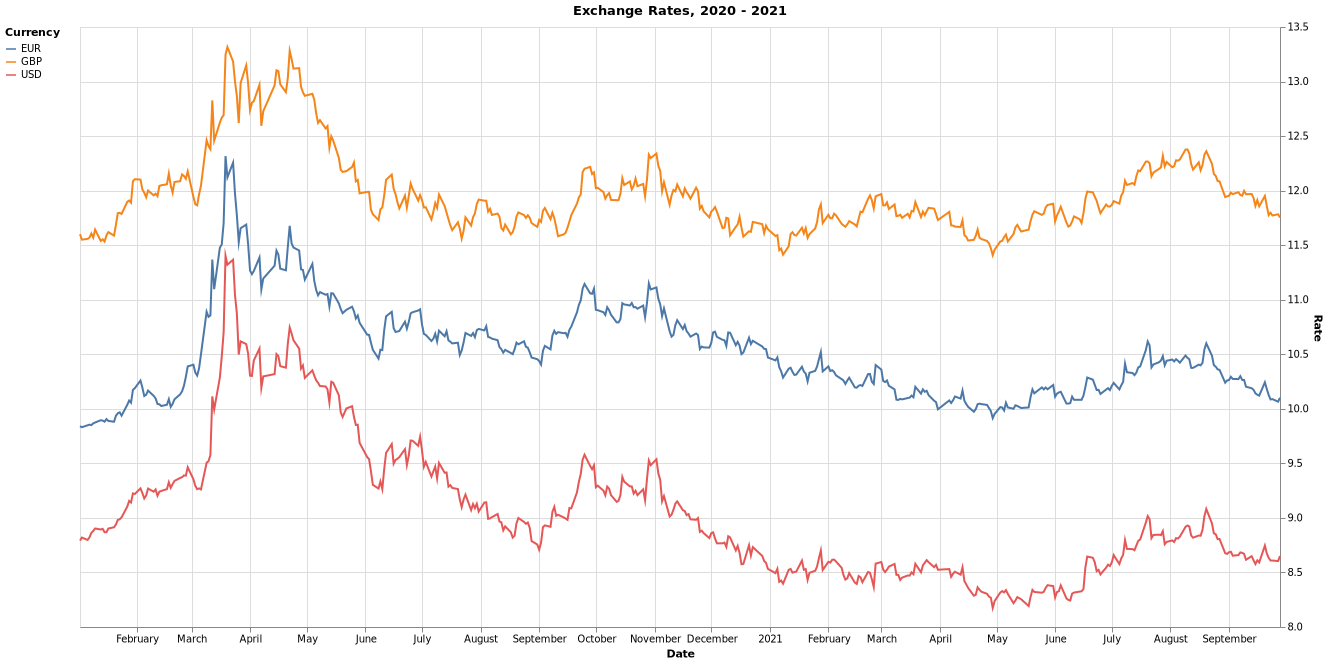 Exchange Rates, 2020 - 2021
Currency
EUR
GBP
USD
13.5
13.0
12.5
12.0
11.5
11.0
10.5
10.0
9.5
9.0
8.5
8.0
Rate
February March April May June July August September October November December 2021 February March April May June July August September
Date